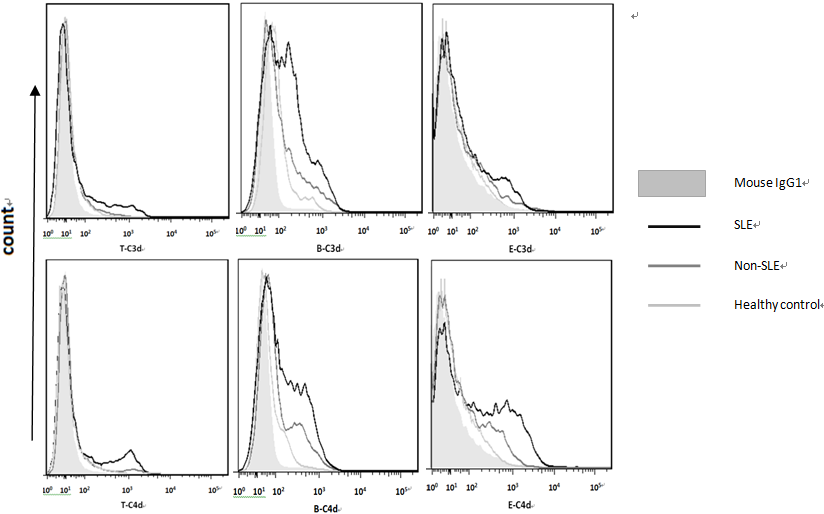 count
10⁰ 10¹ 10² 10³ 10⁴ 10⁵
T-C3d
10⁰ 10¹ 10² 10³ 10⁴ 10⁵
B-C3d
10⁰ 10¹ 10² 10³ 10⁴ 10⁵
E-C3d
10⁰ 10¹ 10² 10³ 10⁴ 10⁵
T-C4d
10⁰ 10¹ 10² 10³ 10⁴ 10⁵
B-C4d
10⁰ 10¹ 10² 10³ 10⁴ 10⁵
E-C4d
Mouse IgG1
SLE
Non-SLE
Healthy control